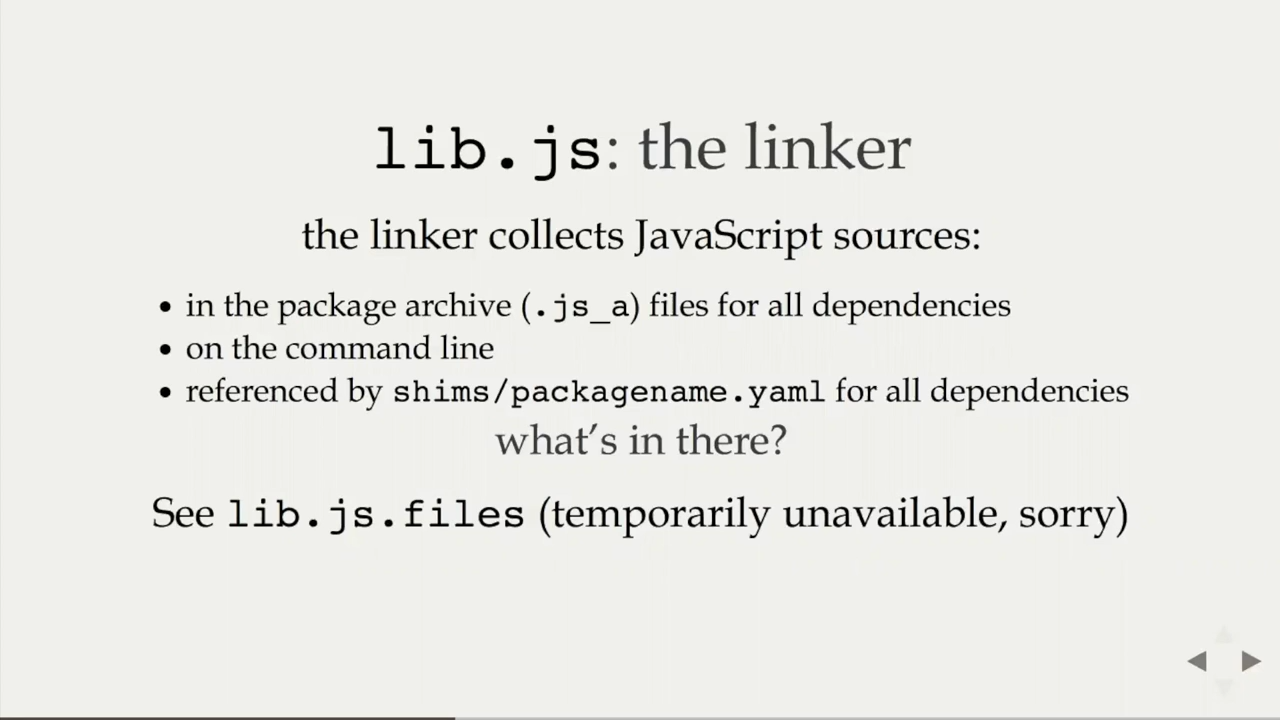 lib.js: the linker
the linker collects JavaScript sources:
• in the package archive (.js_a) files for all dependencies
• on the command line
• referenced by shims/packagename.yaml for all dependencies
what's in there?
See lib.js.files (temporarily unavailable, sorry)